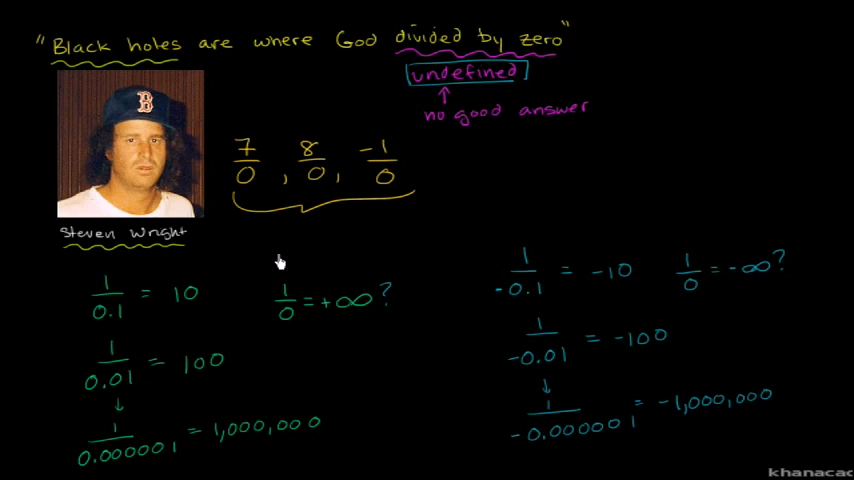 "Black holes are where God divided by zero"
undefined
no good answer
B
7/0, 8/0, -1/0
Steven Wright
1/0.1 = 10
1/0 = +∞?
1/0.01 = 100
↓
1/0.000001 = 1,000,000
1/-0.1 = -10
1/0 = -∞?
1/-0.01 = -100
↓
1/-0.000001 = -1,000,000
khanacac